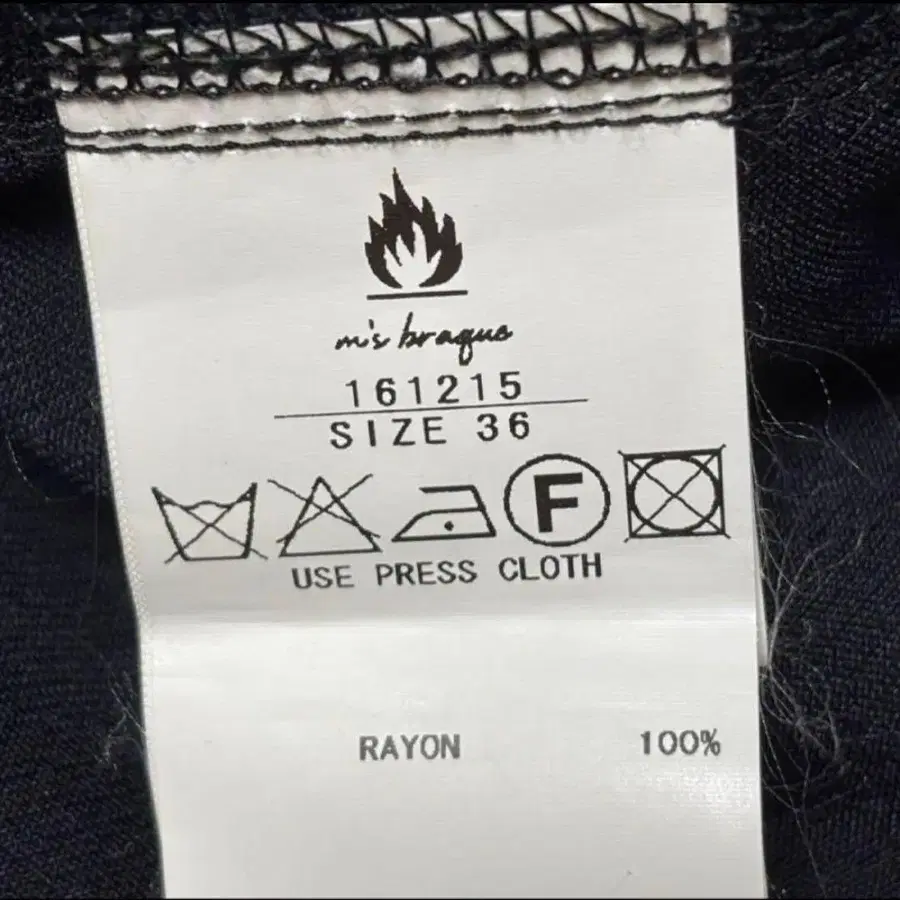 m's braque
161215
SIZE 36
F
USE PRESS CLOTH
RAYON 100%